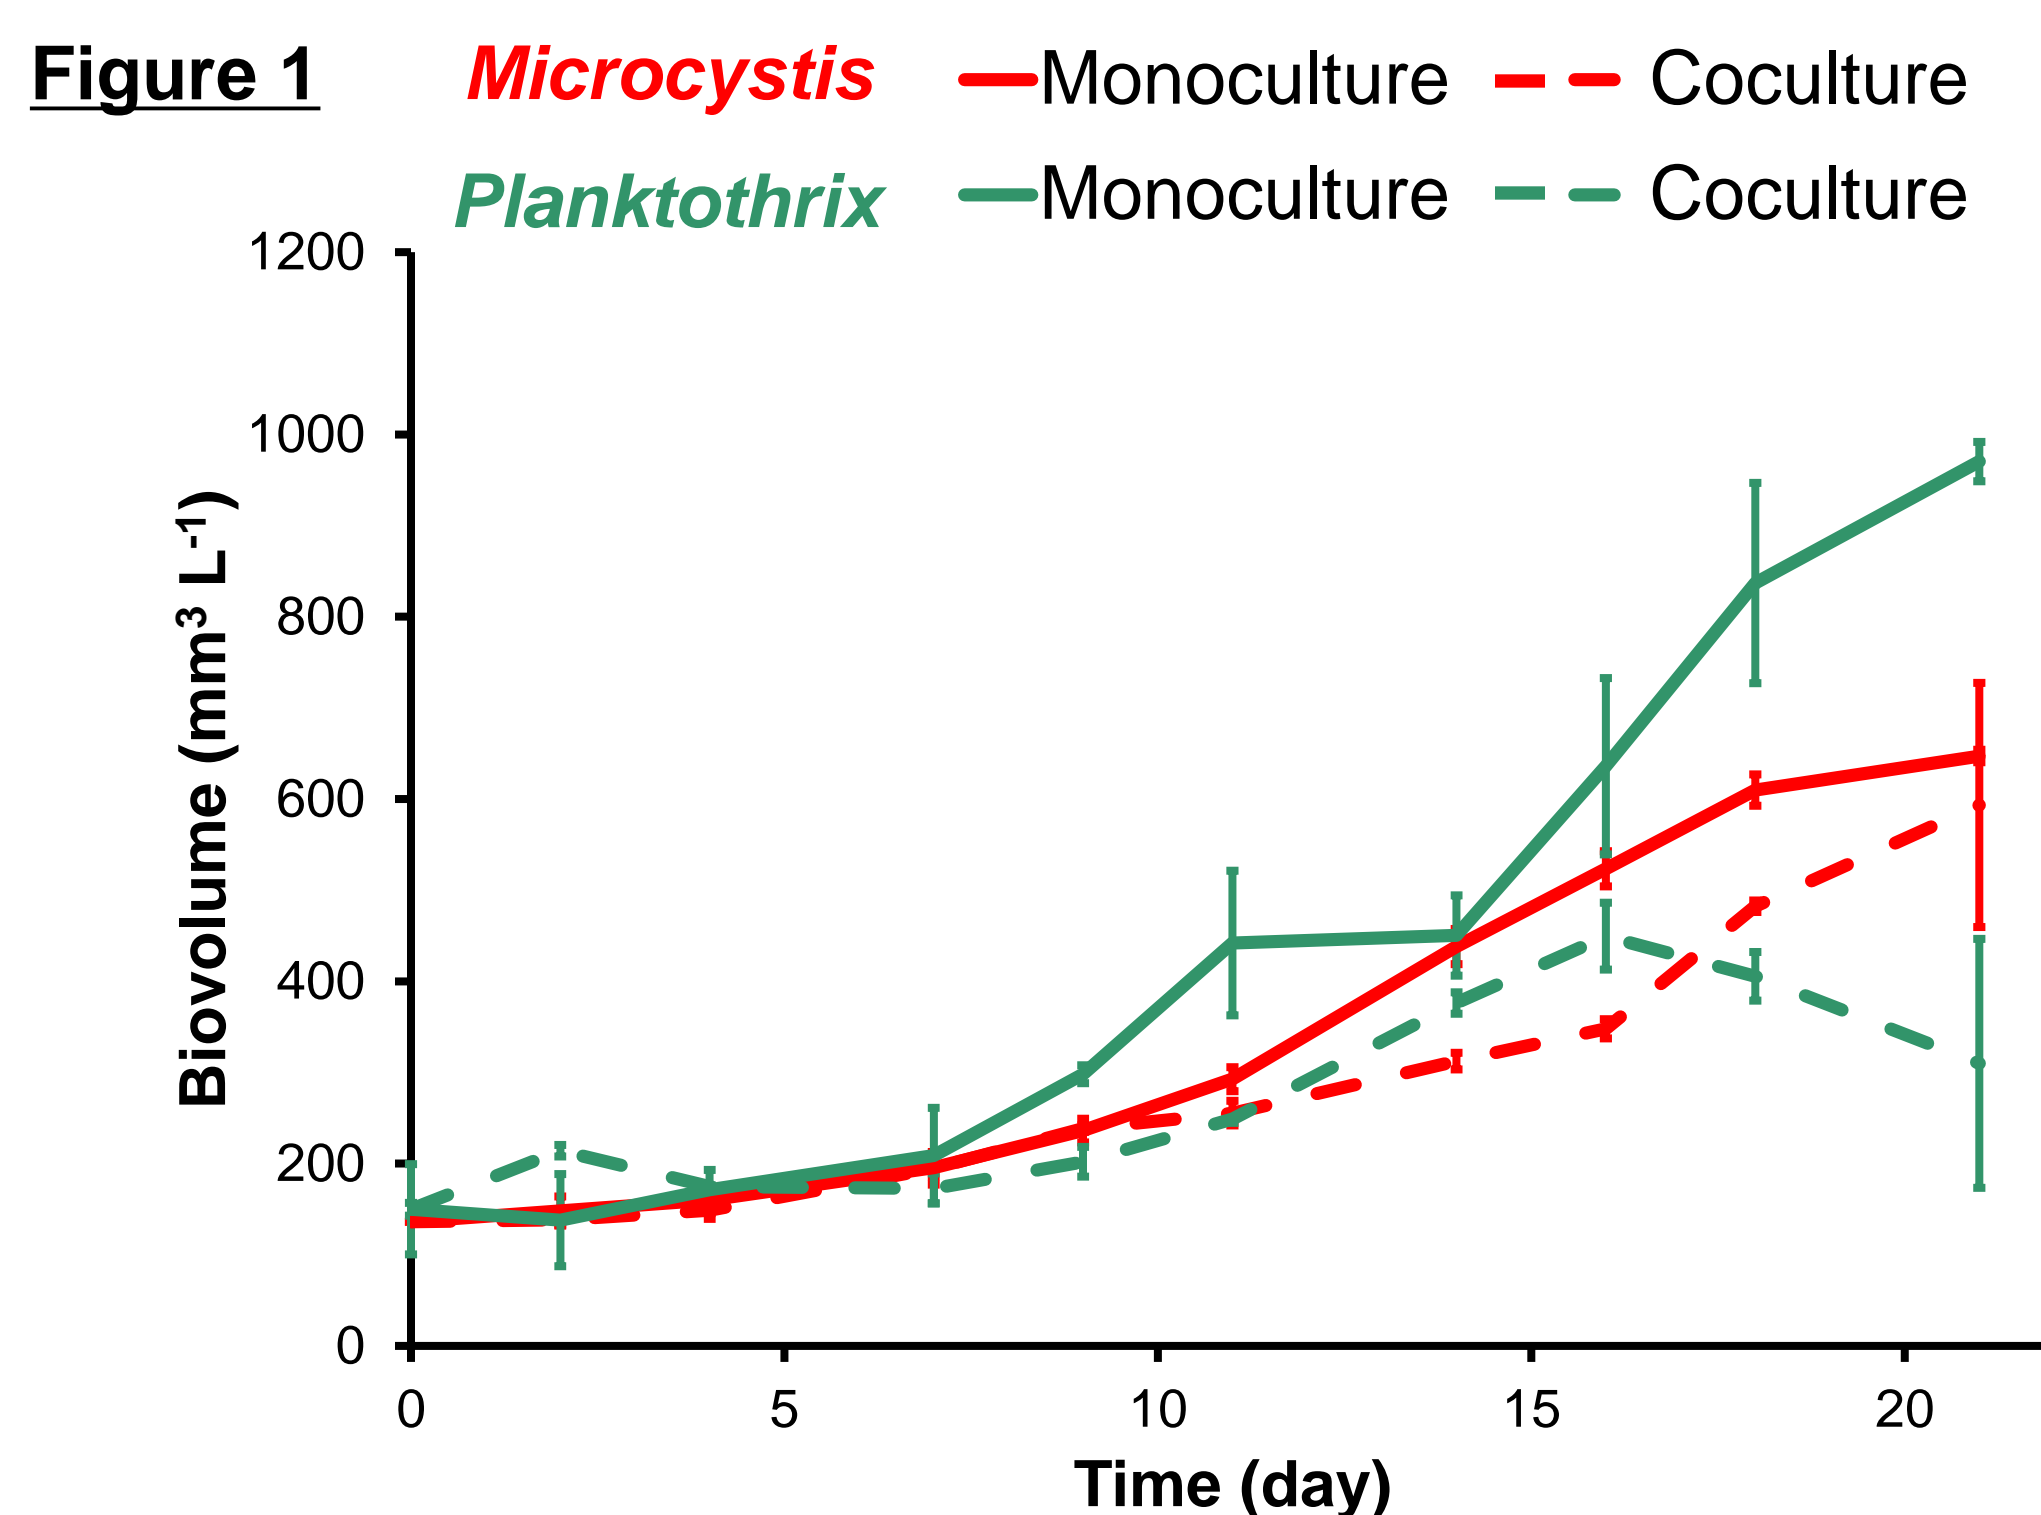 Figure 1
Microcystis Monoculture Coculture
Planktothrix Monoculture Coculture
1200
1000
800
600
400
200
0
Biovolume (mm³ L⁻¹)
0 5 10 15 20
Time (day)